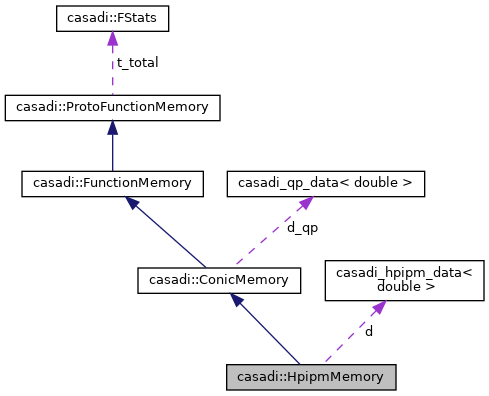 casadi::FStats
t_total
casadi::ProtoFunctionMemory
casadi::FunctionMemory
casadi_qp_data< double >
d_qp
casadi::ConicMemory
casadi_hpipm_data<
double >
d
casadi::HpipmMemory